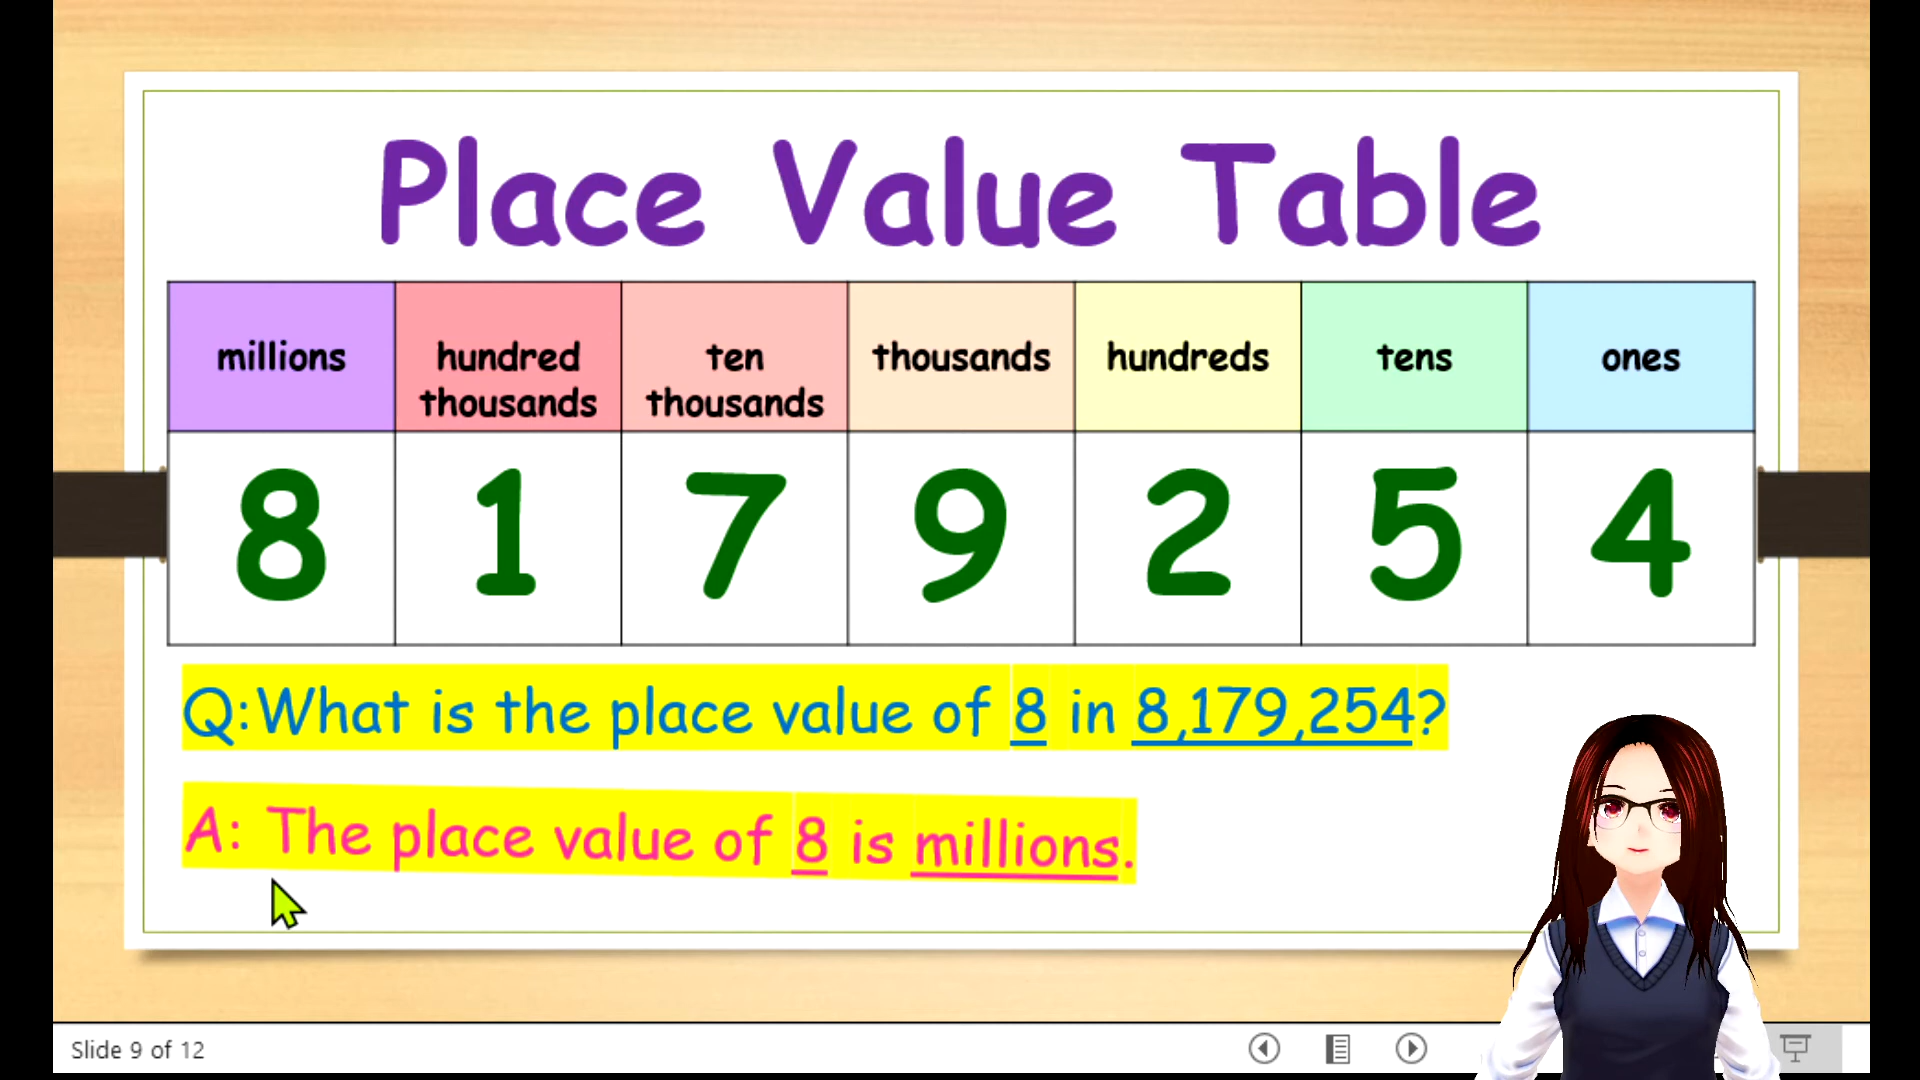 Place Value Table
millions
hundred
thousands
ten
thousands
thousands
hundreds
tens
ones
8 1 7 9 2 5 4
Q:What is the place value of 8 in 8,179,254?
A: The place value of 8 is millions.
Slide 9 of 12